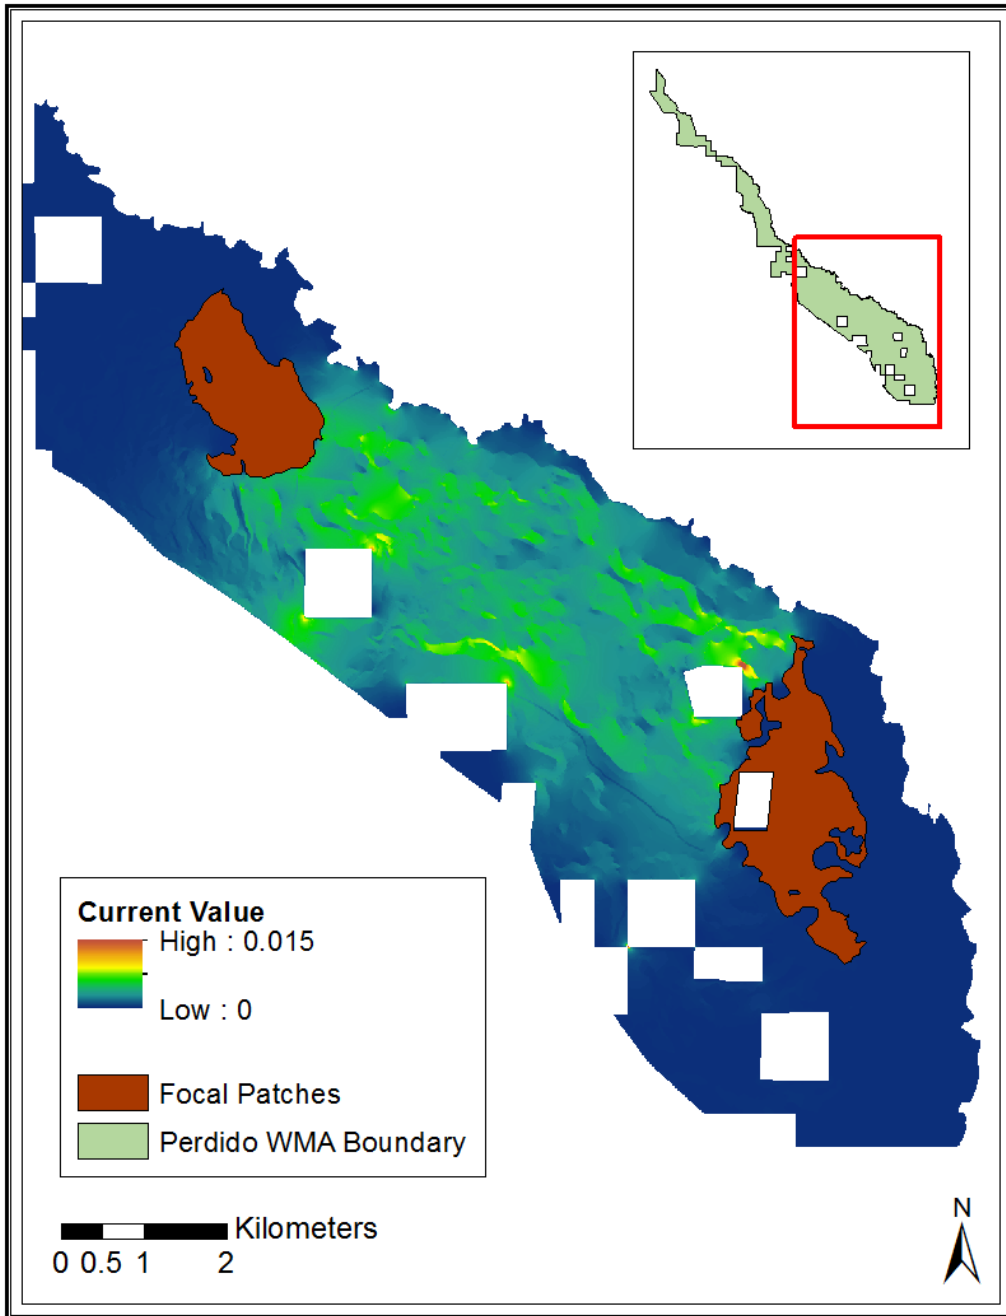 Current Value
High : 0.015
Low : 0
Focal Patches
Perdido WMA Boundary
Kilometers
0 0.5 1 2
N